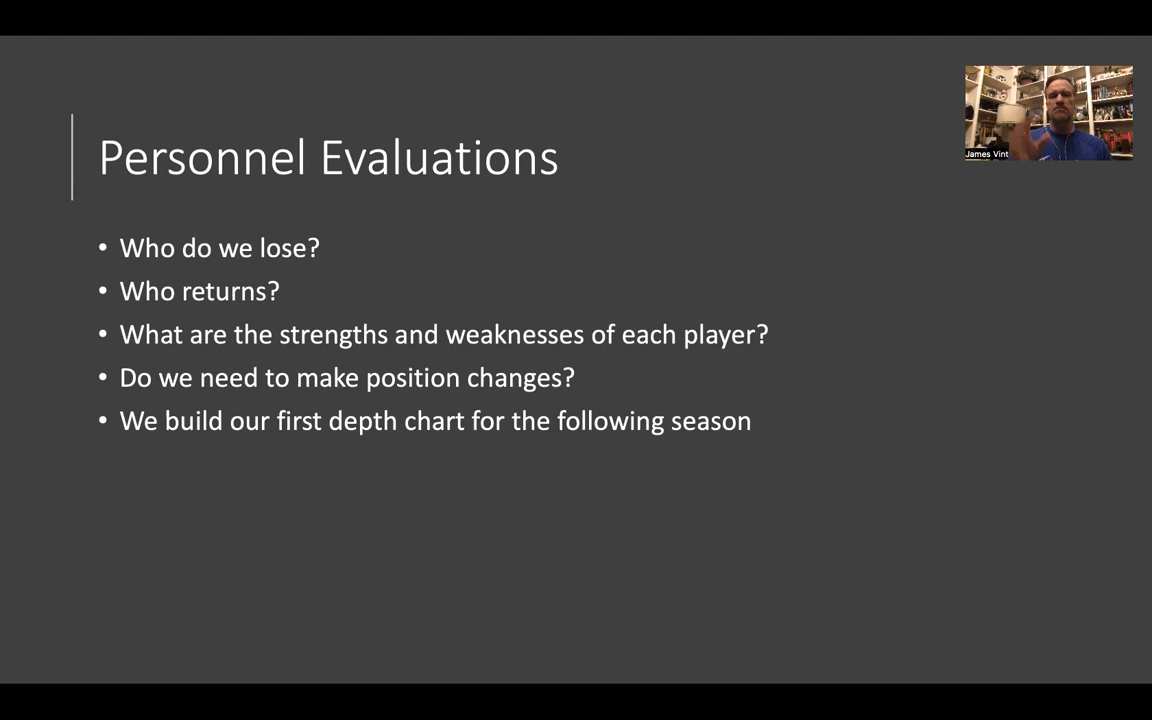 Personnel Evaluations
• Who do we lose?
• Who returns?
• What are the strengths and weaknesses of each player?
• Do we need to make position changes?
• We build our first depth chart for the following season
James Vint